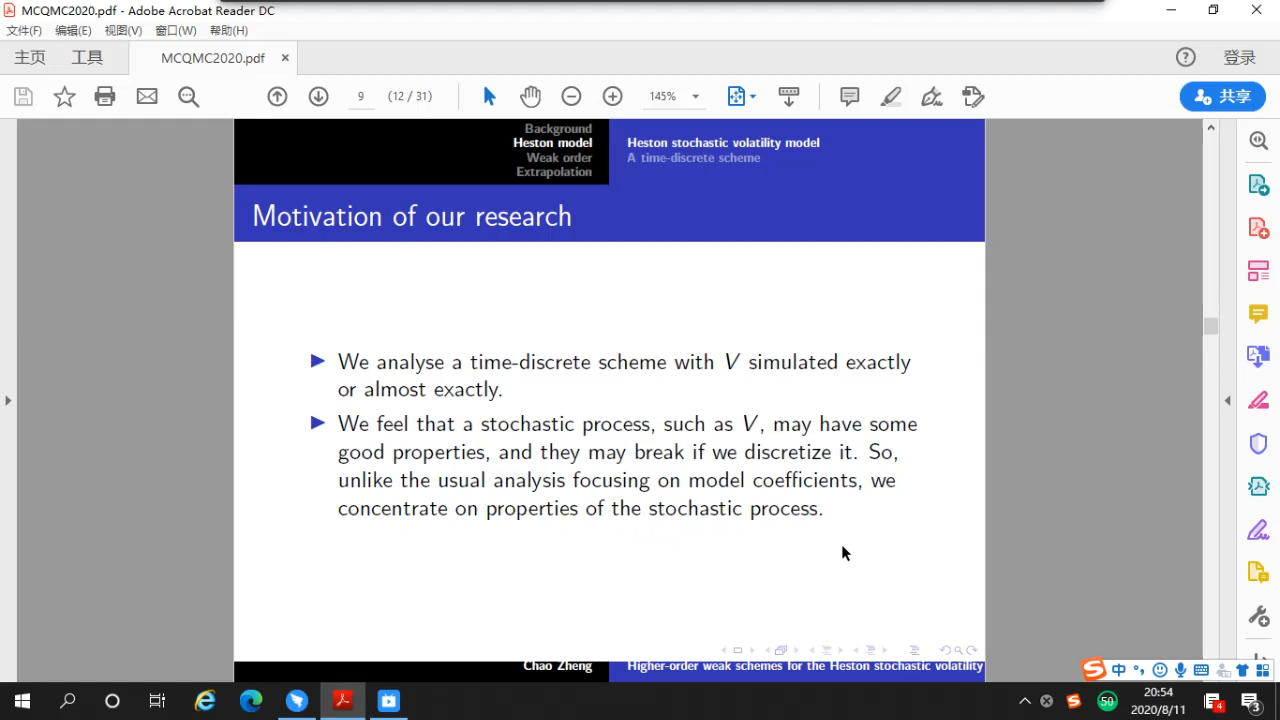 MCQMC2020.pdf - Adobe Acrobat Reader DC
文件(F) 编辑(E) 视图(V) 窗口(W) 帮助(H)
主页 工具 MCQMC2020.pdf × 登录
9 (12 / 31) 145% 共享
Background
Heston model
Weak order
Extrapolation
Heston stochastic volatility model
A time-discrete scheme
Motivation of our research
We analyse a time-discrete scheme with V simulated exactly
or almost exactly.
We feel that a stochastic process, such as V, may have some
good properties, and they may break if we discretize it. So,
unlike the usual analysis focusing on model coefficients, we
concentrate on properties of the stochastic process.
Chao Zheng
Higher-order weak schemes for the Heston stochastic volatility
中
50
20:54
2020/8/11
4
3